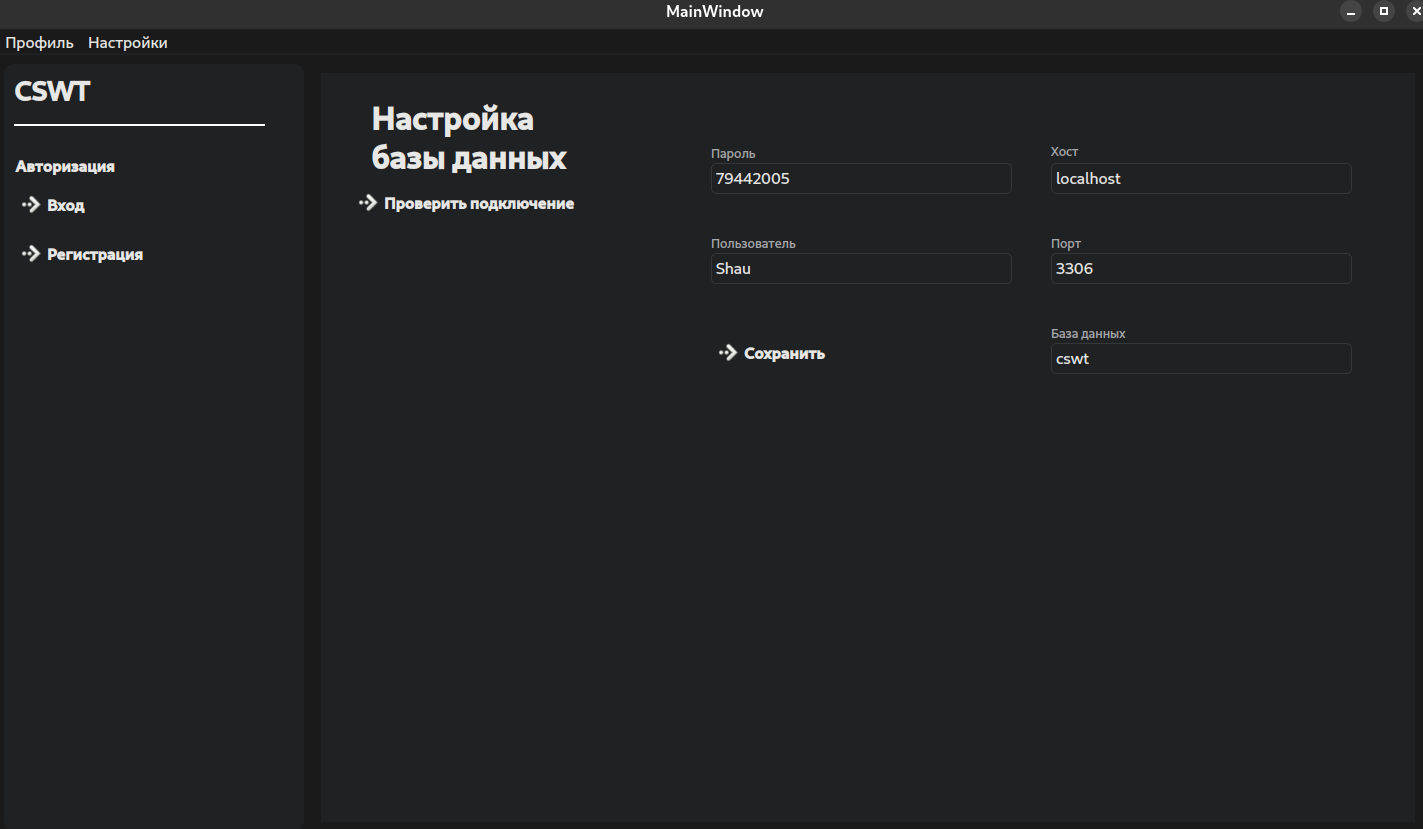 MainWindow
Профиль Настройки
CSWT
Авторизация
Вход
Регистрация
Настройка
базы данных
Проверить подключение
Пароль
79442005
Хост
localhost
Пользователь
Shau
Порт
3306
Сохранить
База данных
cswt